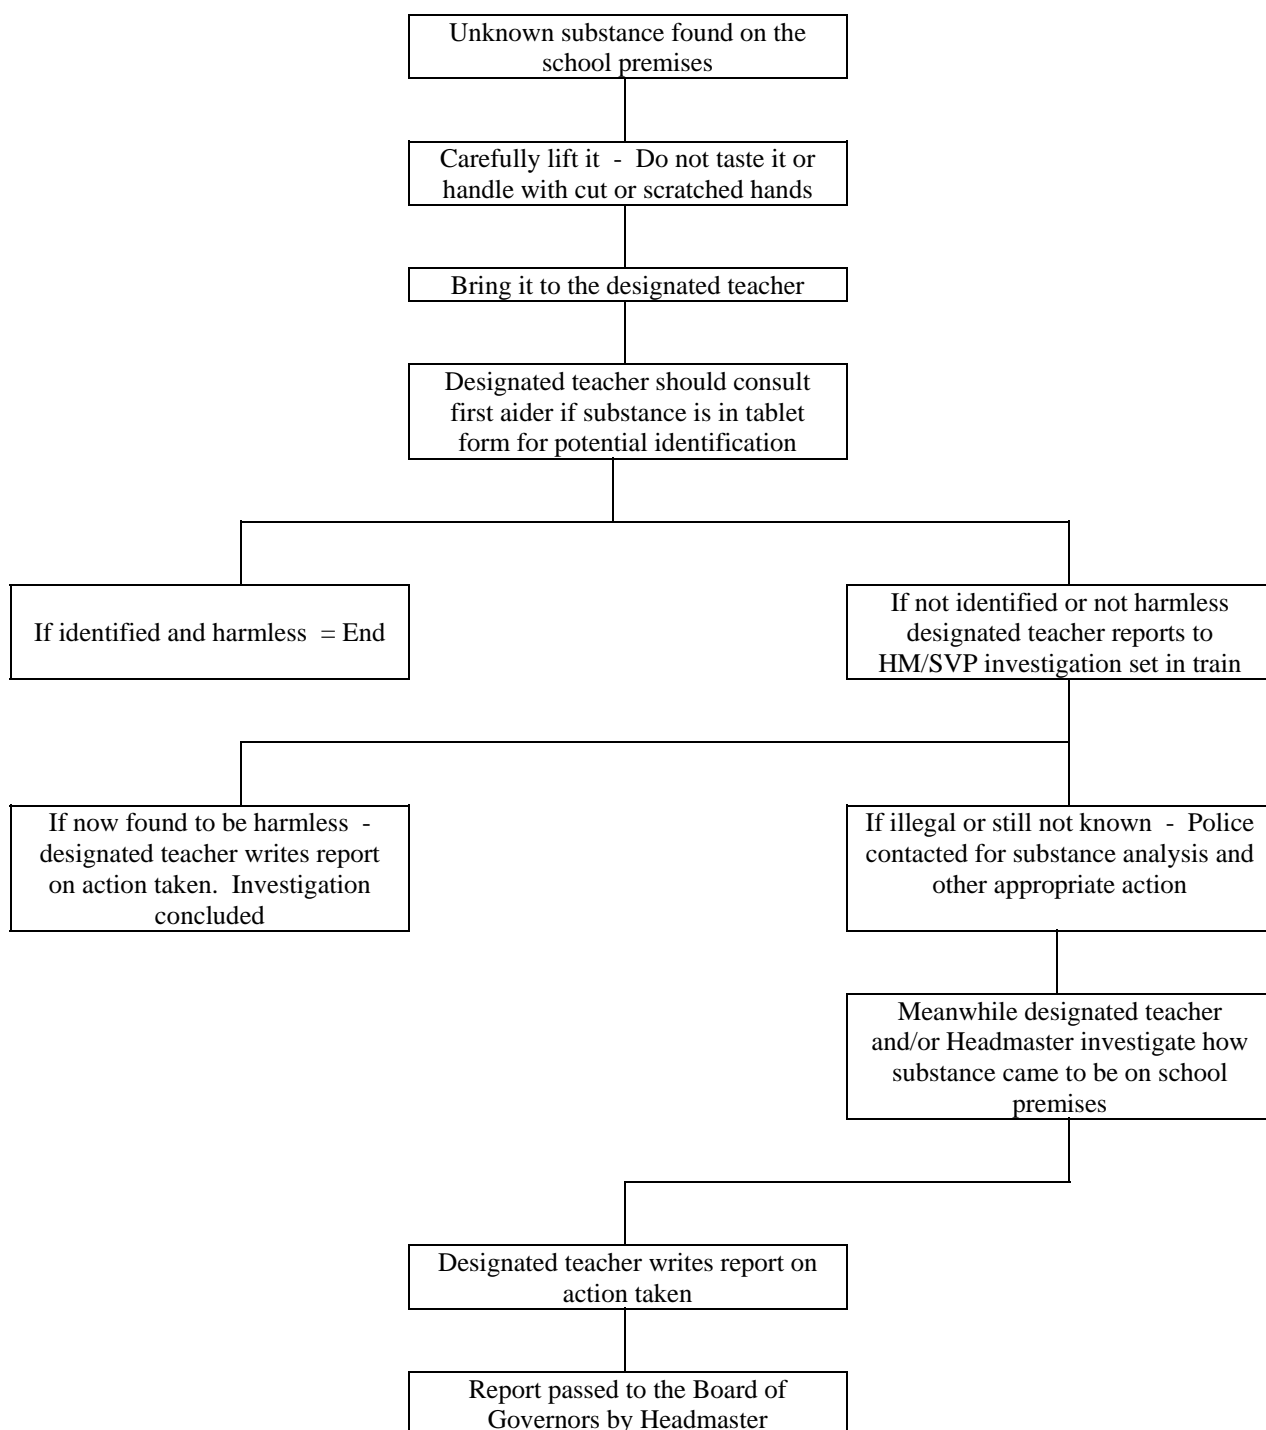 Unknown substance found on the
school premises
Carefully lift it - Do not taste it or
handle with cut or scratched hands
Bring it to the designated teacher
Designated teacher should consult
first aider if substance is in tablet
form for potential identification
If identified and harmless = End
If not identified or not harmless
designated teacher reports to
HM/SVP investigation set in train
If now found to be harmless -
designated teacher writes report
on action taken. Investigation
concluded
If illegal or still not known - Police
contacted for substance analysis and
other appropriate action
Meanwhile designated teacher
and/or Headmaster investigate how
substance came to be on school
premises
Designated teacher writes report on
action taken
Report passed to the Board of
Governors by Headmaster